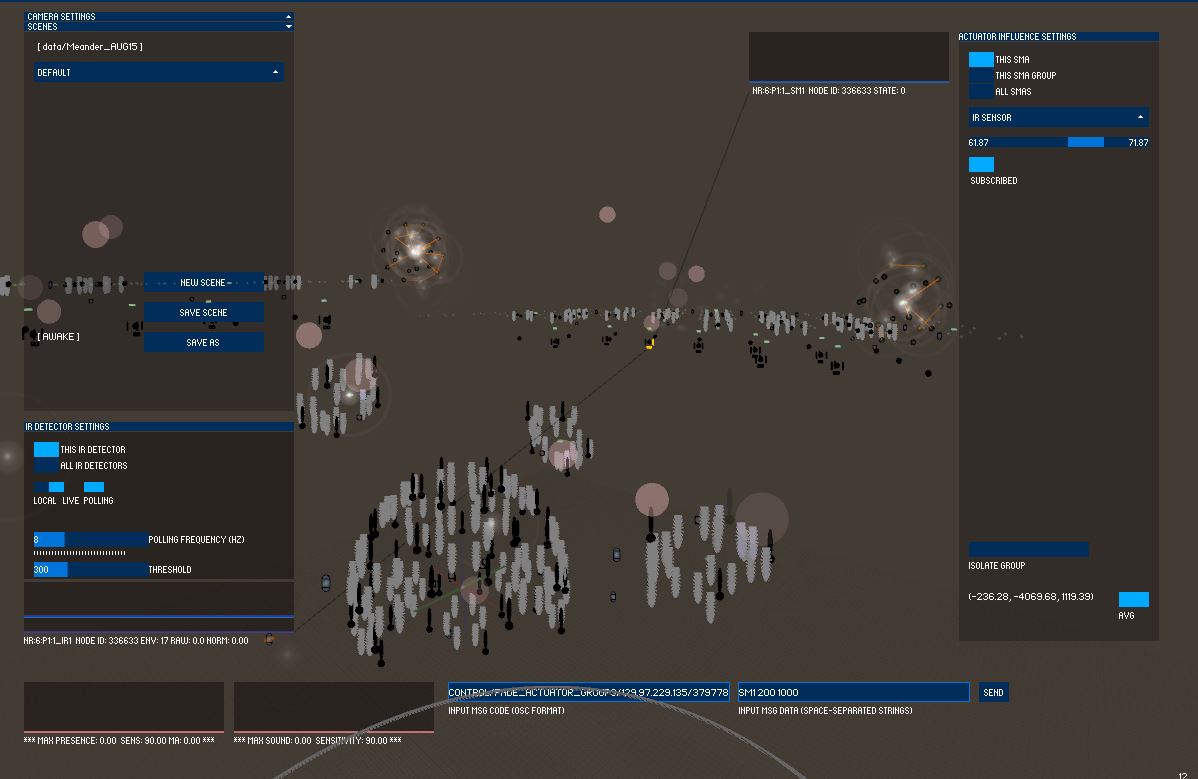 CAMERA SETTINGS
SCENES
[ data/Meander_AUG15 ]
DEFAULT
NEW SCENE
SAVE SCENE
[ AWAKE ]
SAVE AS
IR DETECTOR SETTINGS
THIS IR DETECTOR
ALL IR DETECTORS
LOCAL LIVE POLLING
8 POLLING FREQUENCY (HZ)
300 THRESHOLD
NR:6:P1:1_IR1 NODE ID: 336633 ENV: 17 RAW: 0.0 NORM: 0.00
NR:6:P1:1_SM1 NODE ID: 336633 STATE: 0
ACTUATOR INFLUENCE SETTINGS
THIS SMA
THIS SMA GROUP
ALL SMAS
IR SENSOR
61.87 71.87
SUBSCRIBED
ISOLATE GROUP
(-236.28, -4069.68, 1119.39)
AVG
*** MAX PRESENCE: 0.00 SENS: 90.00 MA: 0.00 ***
*** MAX SOUND: 0.00 SENSITIVITY: 90.00 ***
CONTROL/FADE_ACTUATOR_GROUPS/129.97.229.135/379778
INPUT MSG CODE (OSC FORMAT)
SM1 200 1000
INPUT MSG DATA (SPACE-SEPARATED STRINGS)
SEND
12